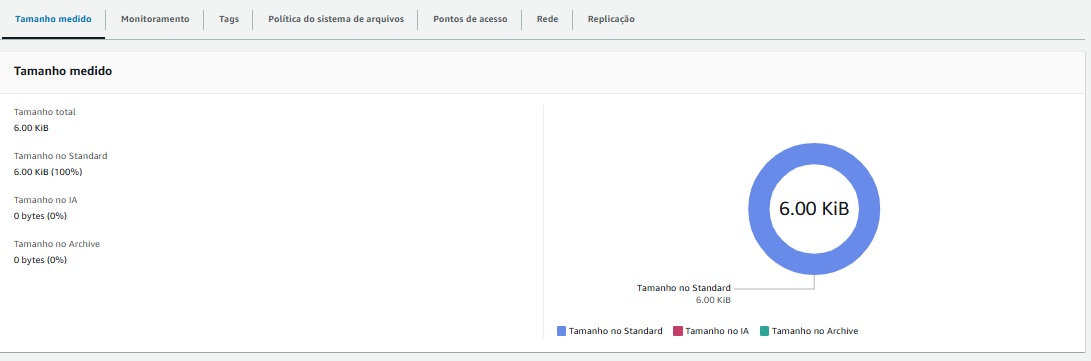 Tamanho medido
Monitoramento
Tags
Política do sistema de arquivos
Pontos de acesso
Rede
Replicação
Tamanho medido
Tamanho total
6.00 KiB
Tamanho no Standard
6.00 KiB (100%)
Tamanho no IA
0 bytes (0%)
Tamanho no Archive
0 bytes (0%)
6.00 KiB
Tamanho no Standard
6.00 KiB
Tamanho no Standard
Tamanho no IA
Tamanho no Archive